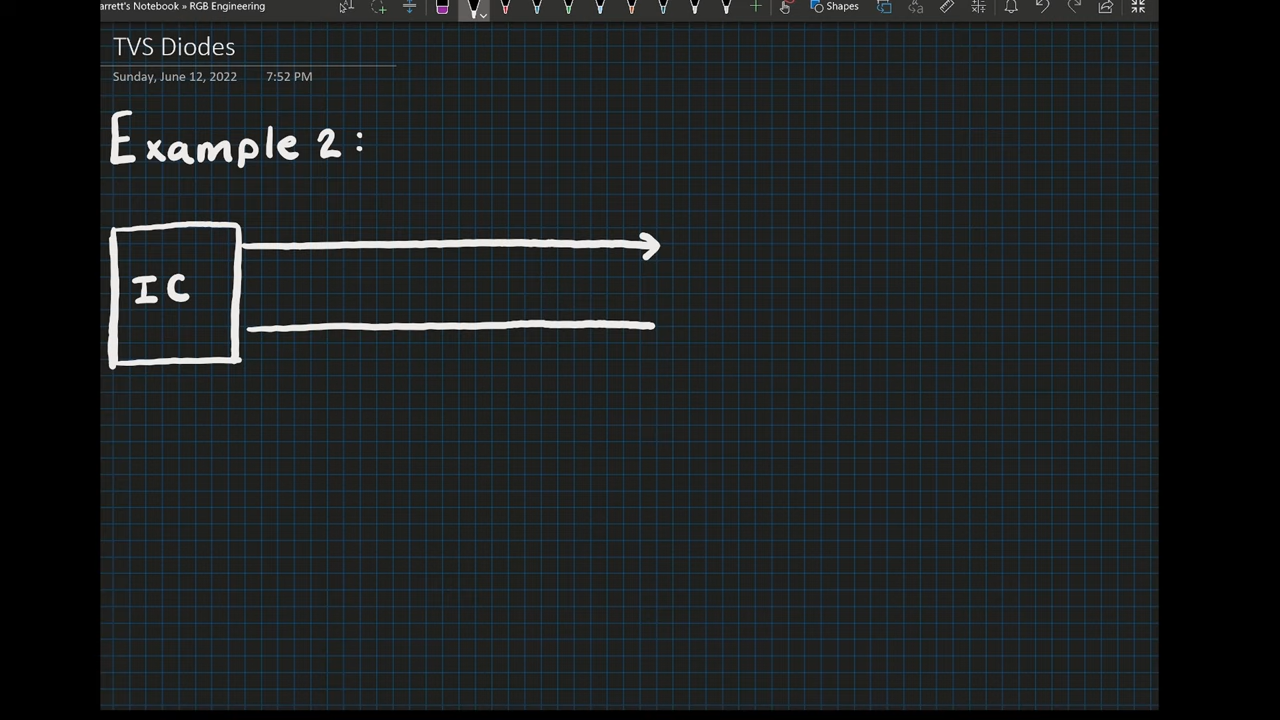 arrett's Notebook » RGB Engineering
Shapes
TVS Diodes
Sunday, June 12, 2022 7:52 PM
Example 2:
IC